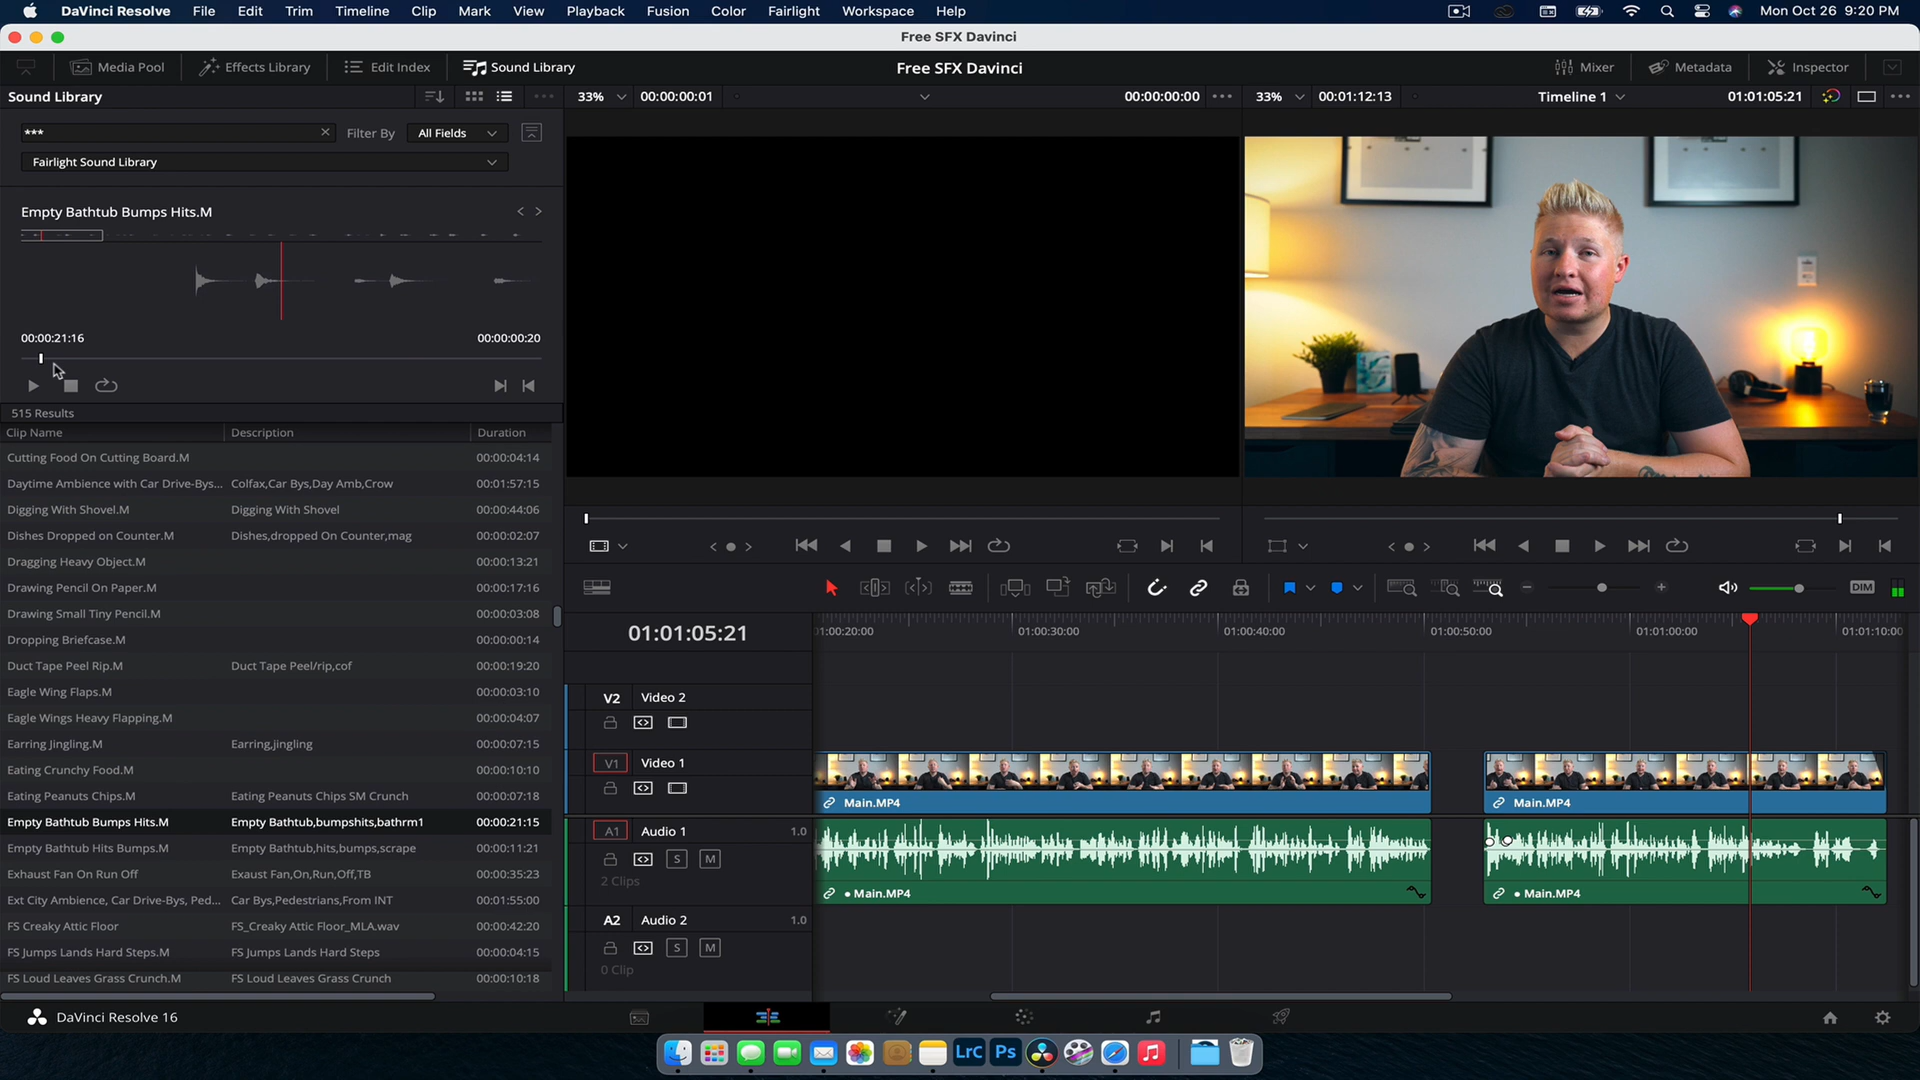 DaVinci Resolve File Edit Trim Timeline Clip Mark View Playback Fusion Color Fairlight Workspace Help Mon Oct 26 9:20 PM
Free SFX Davinci
Media Pool Effects Library Edit Index Sound Library Free SFX Davinci Mixer Metadata Inspector
Sound Library 33% 00:00:00:01 00:00:00:00 33% 00:01:12:13 Timeline 1 01:01:05:21
*** Filter By All Fields
Fairlight Sound Library
Empty Bathtub Bumps Hits.M
00:00:21:16 00:00:00:20
515 Results
Clip Name Description Duration
Cutting Food On Cutting Board.M 00:00:04:14
Daytime Ambience with Car Drive-Bys... Colfax,Car Bys,Day Amb,Crow 00:01:57:15
Digging With Shovel.M Digging With Shovel 00:00:44:06
Dishes Dropped on Counter.M Dishes,dropped On Counter,mag 00:00:02:07
Dragging Heavy Object.M 00:00:13:21
Drawing Pencil On Paper.M 00:00:17:16
Drawing Small Tiny Pencil.M 00:00:03:08
Dropping Briefcase.M 00:00:00:14
Duct Tape Peel Rip.M Duct Tape Peel/rip,cof 00:00:19:20
Eagle Wing Flaps.M 00:00:03:10
Eagle Wings Heavy Flapping.M 00:00:04:07
Earring Jingling.M Earring,jingling 00:00:07:15
Eating Crunchy Food.M 00:00:10:10
Eating Peanuts Chips.M Eating Peanuts Chips SM Crunch 00:00:07:18
Empty Bathtub Bumps Hits.M Empty Bathtub,bumpshits,bathrm1 00:00:21:15
Empty Bathtub Hits Bumps.M Empty Bathtub,hits,bumps,scrape 00:00:11:21
Exhaust Fan On Run Off Exaust Fan,On,Run,Off,TB 00:00:35:23
Ext City Ambience, Car Drive-Bys, Ped... Car Bys,Pedestrians,From INT 00:01:55:00
FS Creaky Attic Floor FS_Creaky Attic Floor_MLA.wav 00:00:42:20
FS Jumps Lands Hard Steps.M FS Jumps Lands Hard Steps 00:00:04:15
FS Loud Leaves Grass Crunch.M FS Loud Leaves Grass Crunch 00:00:10:18
DIM
01:01:05:21
01:00:20:00 01:00:30:00 01:00:40:00 01:00:50:00 01:01:00:00 01:01:10:00
V2 Video 2
V1 Video 1
Main.MP4 Main.MP4
A1 Audio 1 1.0
S M
2 Clips
Main.MP4 Main.MP4
A2 Audio 2 1.0
S M
0 Clip
DaVinci Resolve 16
LrC Ps